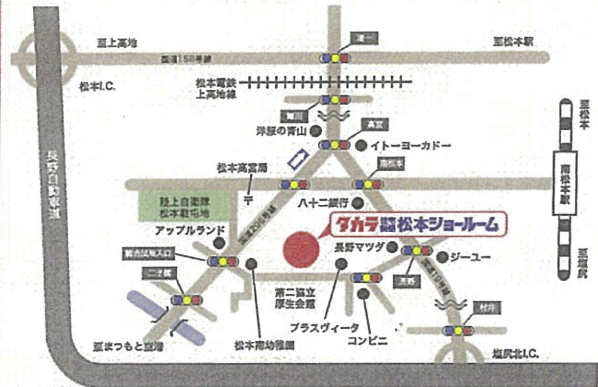 至上高地
渚一
至松本駅
国道158号線
松本I.C.
松本電鉄
上高地線
洋服の青山
高宮
イトーヨーカドー
至松本
長野自動車道
松本高宮局
南松本
〒
陸上自衛隊
松本駐屯地
八十二銀行
南松本駅
タカラ
松本ショールーム
アップルランド
長野マツダ
ジーユー
二子橋
第二協立
厚生会館
国道19号線
至塩尻
プラスヴィータ
コンビニ
村井
至まつもと空港
松本南幼稚園
塩尻北I.C.